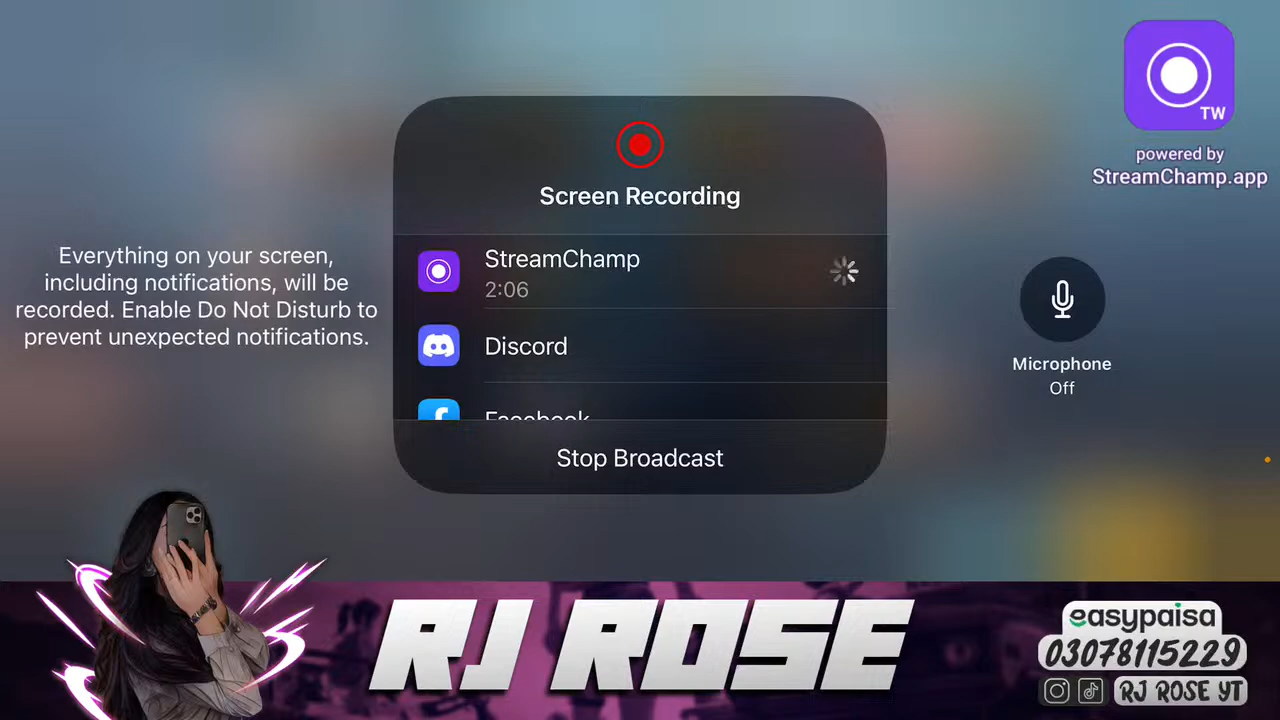 TW
powered by
StreamChamp.app
Screen Recording
Everything on your screen,
including notifications, will be
recorded. Enable Do Not Disturb to
prevent unexpected notifications.
StreamChamp
2:06
Discord
Facebook
Stop Broadcast
Microphone
Off
RJ ROSE
easypaisa
03078115229
RJ ROSE YT